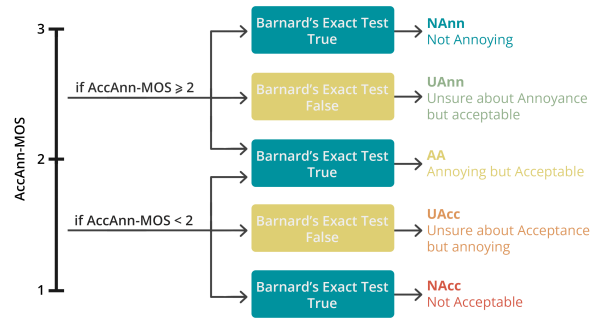 AccAnn-MOS
3
2
1
if AccAnn-MOS ⩾ 2
if AccAnn-MOS < 2
Barnard's Exact Test
True
NAnn
Not Annoying
Barnard's Exact Test
False
UAnn
Unsure about Annoyance
but acceptable
Barnard's Exact Test
True
AA
Annoying but Acceptable
Barnard's Exact Test
False
UAcc
Unsure about Acceptance
but annoying
Barnard's Exact Test
True
NAcc
Not Acceptable